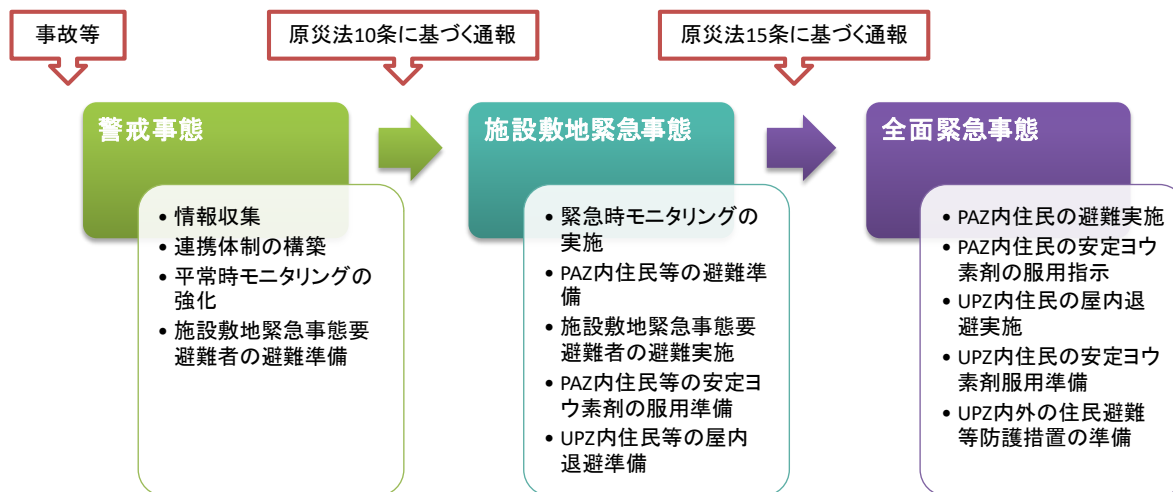 事故等
原災法10条に基づく通報
原災法15条に基づく通報
警戒事態
• 情報収集
• 連携体制の構築
• 平常時モニタリングの
強化
• 施設敷地緊急事態要
避難者の避難準備
施設敷地緊急事態
• 緊急時モニタリングの
実施
• PAZ内住民等の避難準
備
• 施設敷地緊急事態要
避難者の避難実施
• PAZ内住民等の安定ヨ
ウ素剤の服用準備
• UPZ内住民等の屋内
退避準備
全面緊急事態
• PAZ内住民の避難実施
• PAZ内住民の安定ヨウ
素剤の服用指示
• UPZ内住民の屋内退
避実施
• UPZ内住民の安定ヨウ
素剤服用準備
• UPZ内外の住民避難
等防護措置の準備